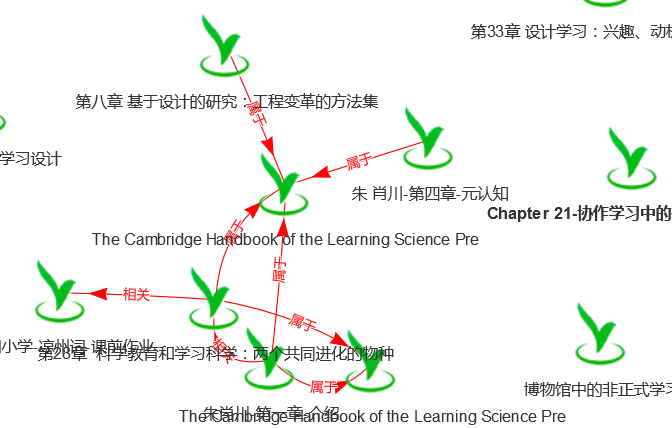 第33章 设计学习：兴趣、动机
第八章 基于设计的研究：工程变革的方法集
属于
学习设计
属于
朱 肖川-第四章-元认知
Chapter 21-协作学习中的
属于
The Cambridge Handbook of the Learning Science Pre
属于
相关
属于
小学-凉州词-课前作业
第28章 科学教育和学习科学：两个共同进化的物种
相关
属于
博物馆中的非正式学习
朱肖川-第一章-介绍
The Cambridge Handbook of the Learning Science Pre